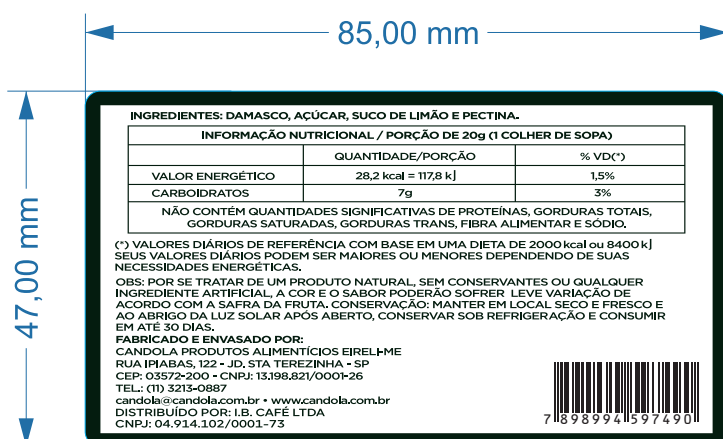 85,00 mm
47,00 mm
INGREDIENTES: DAMASCO, AÇÚCAR, SUCO DE LIMÃO E PECTINA.
INFORMAÇÃO NUTRICIONAL / PORÇÃO DE 20g (1 COLHER DE SOPA)
QUANTIDADE/PORÇÃO % VD(*)
VALOR ENERGÉTICO 28,2 kcal = 117,8 kJ 1,5%
CARBOIDRATOS 7g 3%
NÃO CONTÉM QUANTIDADES SIGNIFICATIVAS DE PROTEÍNAS, GORDURAS TOTAIS,
GORDURAS SATURADAS, GORDURAS TRANS, FIBRA ALIMENTAR E SÓDIO.
(*) VALORES DIÁRIOS DE REFERÊNCIA COM BASE EM UMA DIETA DE 2000 kcal ou 8400 kJ
SEUS VALORES DIÁRIOS PODEM SER MAIORES OU MENORES DEPENDENDO DE SUAS
NECESSIDADES ENERGÉTICAS.
OBS: POR SE TRATAR DE UM PRODUTO NATURAL, SEM CONSERVANTES OU QUALQUER
INGREDIENTE ARTIFICIAL, A COR E O SABOR PODERÃO SOFRER LEVE VARIAÇÃO DE
ACORDO COM A SAFRA DA FRUTA. CONSERVAÇÃO: MANTER EM LOCAL SECO E FRESCO E
AO ABRIGO DA LUZ SOLAR APÓS ABERTO, CONSERVAR SOB REFRIGERAÇÃO E CONSUMIR
EM ATÉ 30 DIAS.
FABRICADO E ENVASADO POR:
CANDOLA PRODUTOS ALIMENTÍCIOS EIRELI-ME
RUA IPIABAS, 122 - JD. STA TEREZINHA - SP
CEP: 03572-200 - CNPJ: 13.198.821/0001-26
TEL.: (11) 3213-0887
candola@candola.com.br • www.candola.com.br
DISTRIBUÍDO POR: I.B. CAFÉ LTDA
CNPJ: 04.914.102/0001-73
7 898994 597490